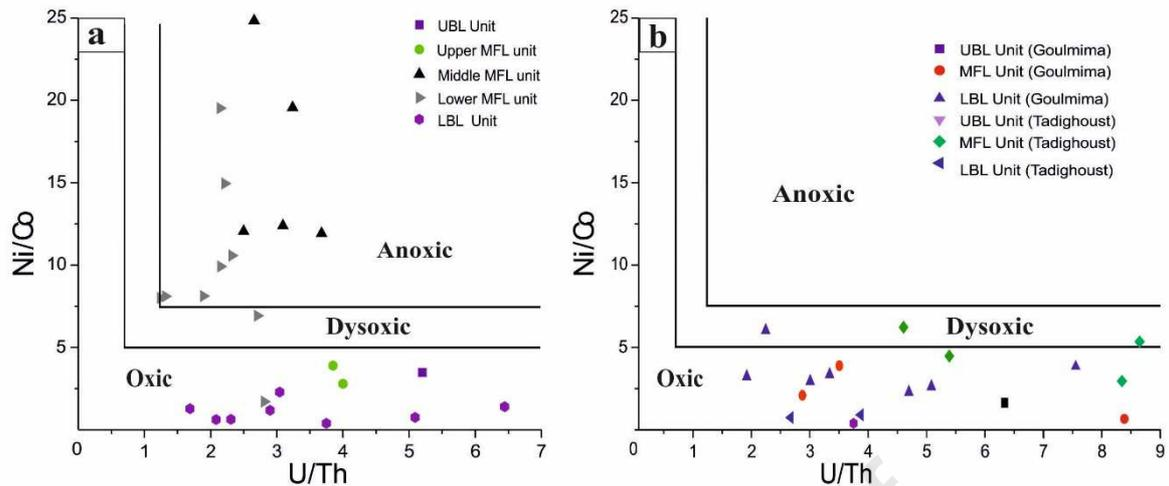 a
25
20
15
10
5
0
1
2
3
4
5
6
7
Ni/Co
U/Th
UBL Unit
Upper MFL unit
Middle MFL unit
Lower MFL unit
LBL Unit
Anoxic
Dysoxic
Oxic
b
25
20
15
10
5
0
1
2
3
4
5
6
7
8
9
Ni/Co
U/Th
UBL Unit (Goulmima)
MFL Unit (Goulmima)
LBL Unit (Goulmima)
UBL Unit (Tadighoust)
MFL Unit (Tadighoust)
LBL Unit (Tadighoust)
Anoxic
Dysoxic
Oxic